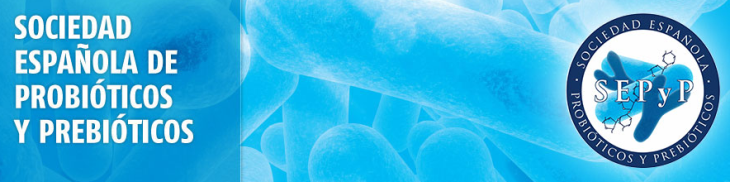 SOCIEDAD
ESPAÑOLA DE
PROBIÓTICOS
Y PREBIÓTICOS
SOCIEDAD ESPAÑOLA
SEPyP
PROBIÓTICOS Y PREBIÓTICOS